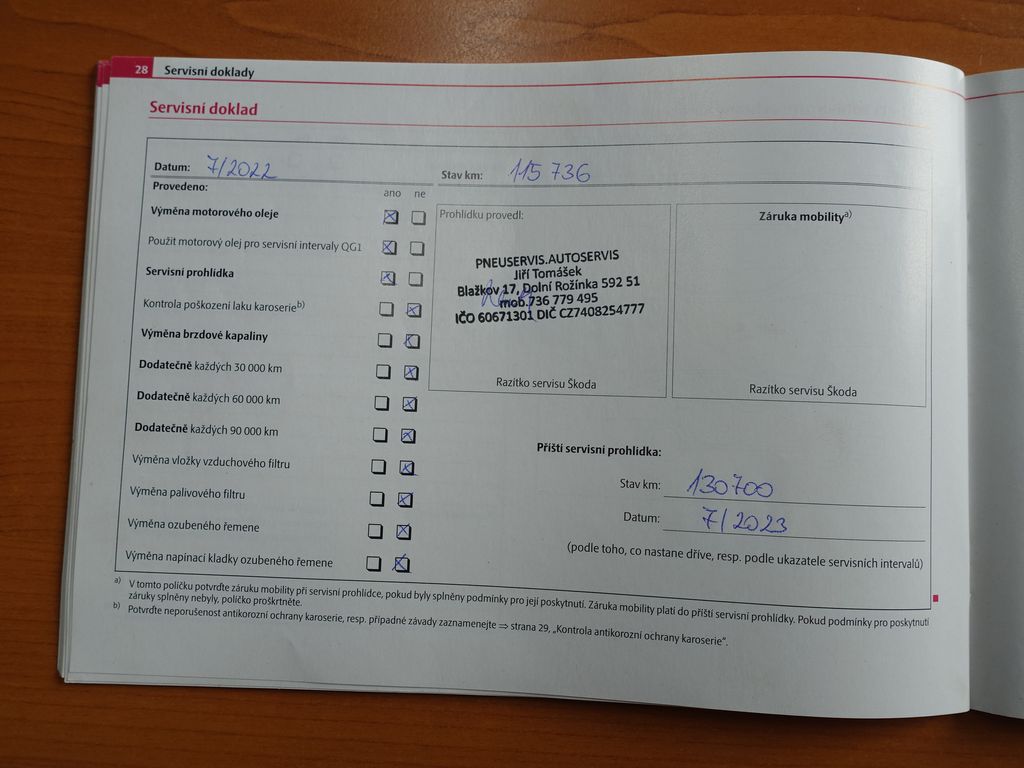 28 Servisní doklady
Servisní doklad
Datum: 7/2022
Stav km: 115 736
Provedeno:
ano ne
Výměna motorového oleje
Použit motorový olej pro servisní intervaly QG1
Servisní prohlídka
Kontrola poškození laku karoserieb)
Výměna brzdové kapaliny
Dodatečně každých 30 000 km
Dodatečně každých 60 000 km
Dodatečně každých 90 000 km
Výměna vložky vzduchového filtru
Výměna palivového filtru
Výměna ozubeného řemene
Výměna napínací kladky ozubeného řemene
Prohlídku provedl:
PNEUSERVIS.AUTOSERVIS
Jiří Tomášek
Blažkov 17, Dolní Rožínka 592 51
mob.736 779 495
IČO 60671301 DIČ CZ7408254777
Razítko servisu Škoda
Záruka mobilitya)
Razítko servisu Škoda
Příští servisní prohlídka:
Stav km: 130700
Datum: 7/2023
(podle toho, co nastane dříve, resp. podle ukazatele servisních intervalů)
a) V tomto políčku potvrďte záruku mobility při servisní prohlídce, pokud byly splněny podmínky pro její poskytnutí. Záruka mobility platí do příští servisní prohlídky. Pokud podmínky pro poskytnutí
záruky splněny nebyly, políčko proškrtněte.
b) Potvrďte neporušenost antikorozní ochrany karoserie, resp. případné závady zaznamenejte ⇒ strana 29, „Kontrola antikorozní ochrany karoserie“.